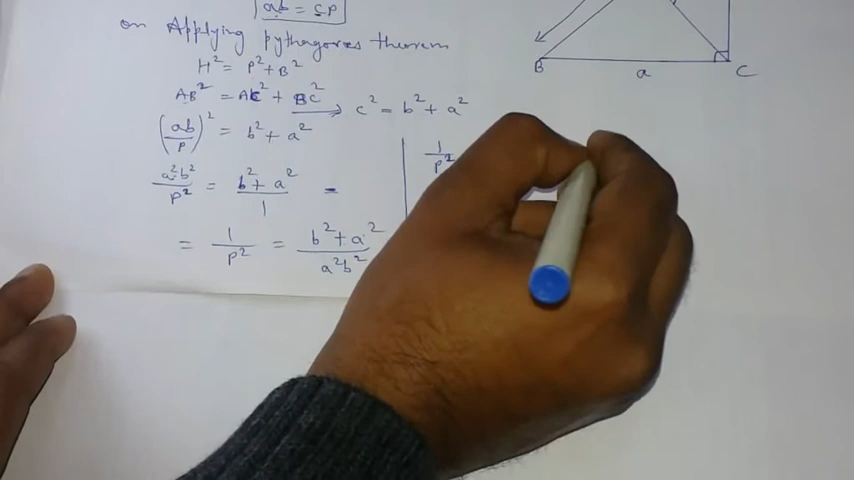 ab = cp
on Applying pythagores theorem
H² = P² + B²
AB² = AC² + BC² → c² = b² + a²
(ab/p)² = b² + a²
a²b²/p² = b² + a²/1 =
= 1/p² = b² + a²/a²b²
1/p²
B a C